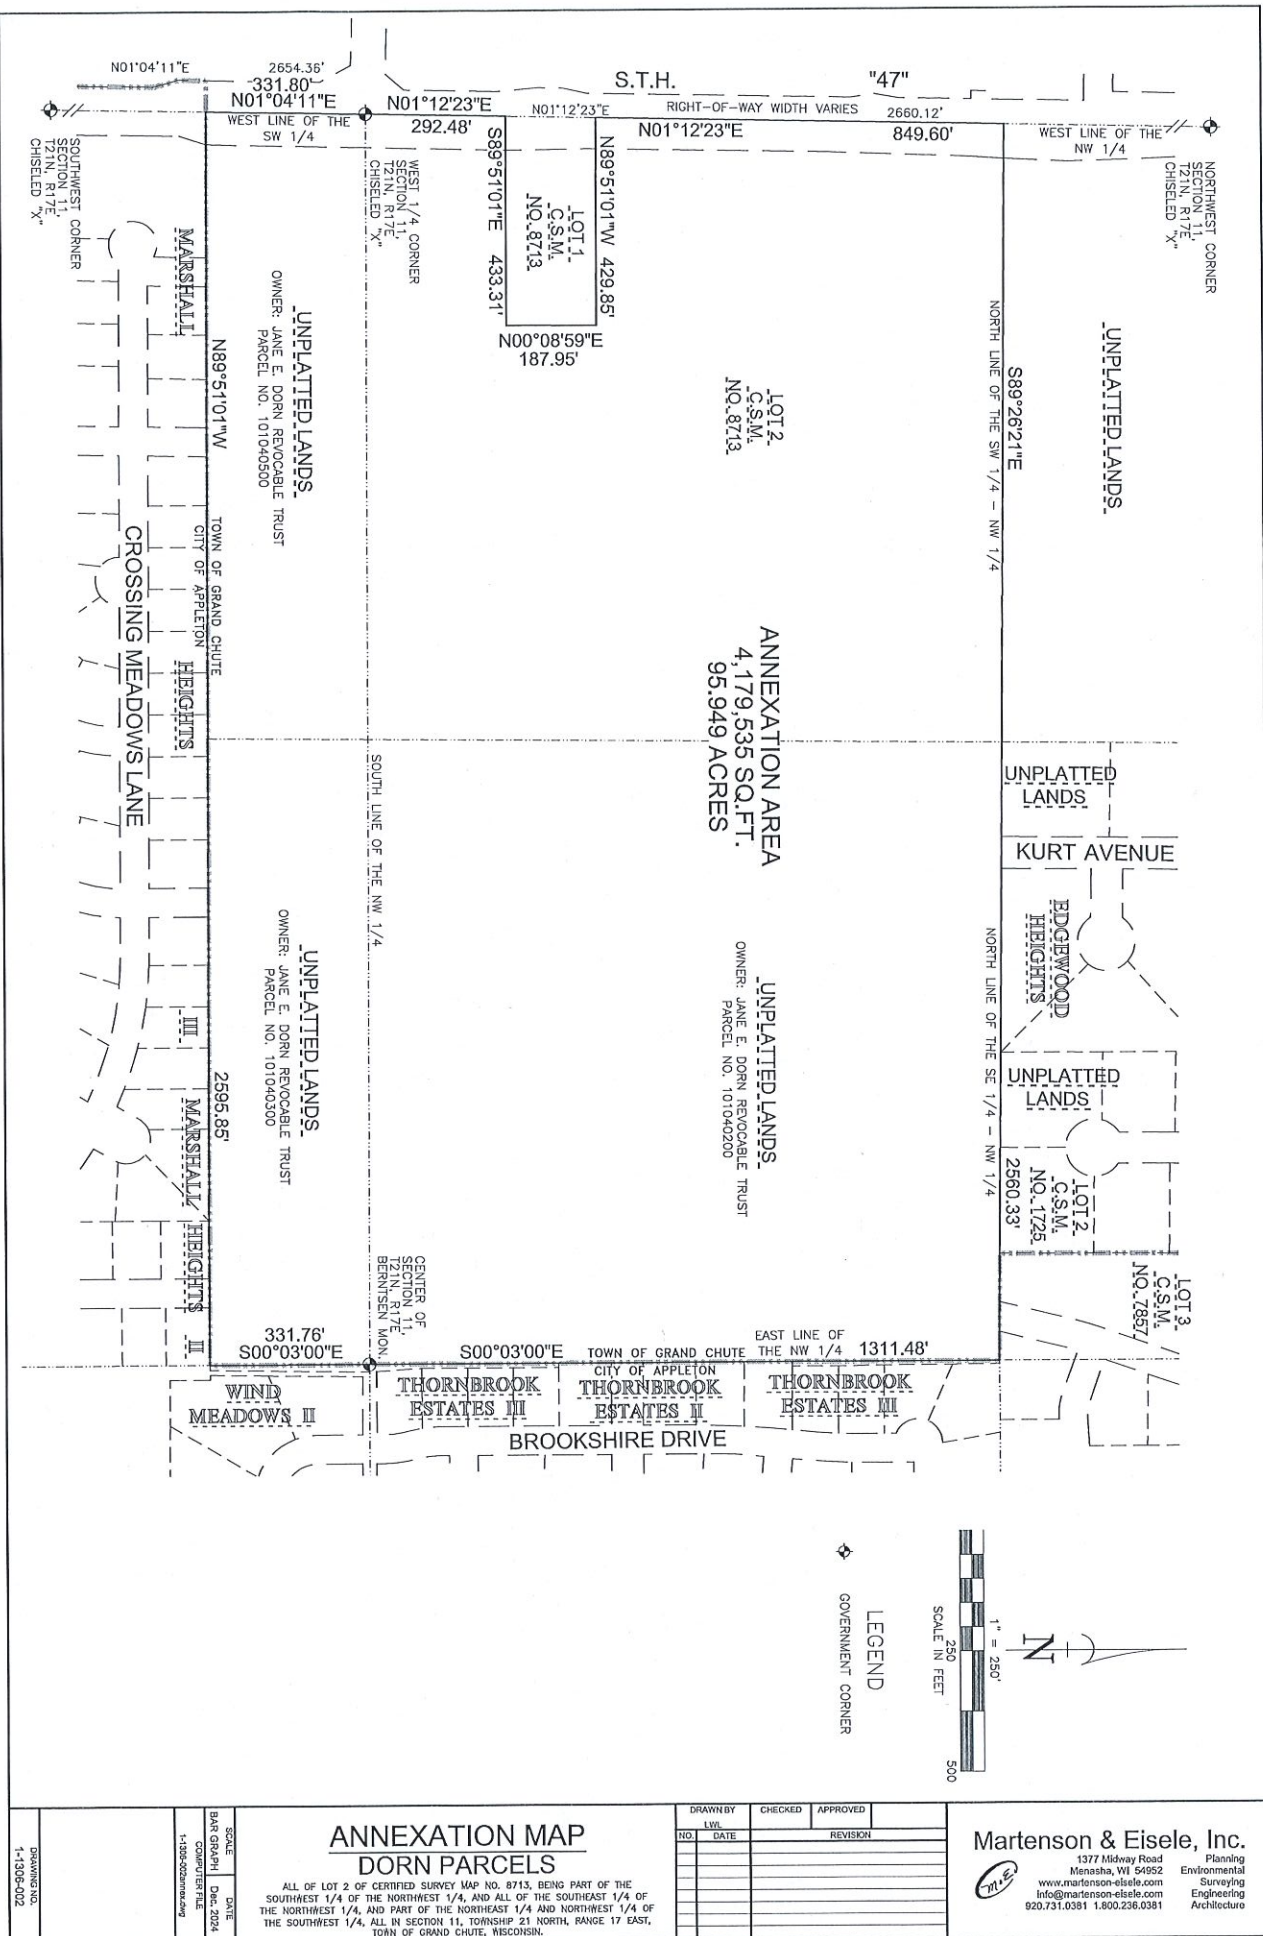 S.T.H. "47"
N01°04'11"E
2654.36'
331.80'
N01°04'11"E
WEST LINE OF THE
SW 1/4
N01°12'23"E
292.48'
N01°12'23"E
RIGHT-OF-WAY WIDTH VARIES
2660.12'
N01°12'23"E
849.60'
WEST LINE OF THE
NW 1/4
SOUTHWEST CORNER
SECTION 11,
T21N, R17E,
CHISELED "X"
WEST 1/4 CORNER
SECTION 11,
T21N, R17E,
CHISELED "X"
NORTHWEST CORNER
SECTION 11,
T21N, R17E,
CHISELED "X"
S89°51'01"E 433.31'
LOT 1
C.S.M.
NO. 8713
N89°51'01"W 429.85'
N00°08'59"E
187.95'
LOT 2
C.S.M.
NO. 8713
UNPLATTED LANDS
OWNER: JANE E. DORN REVOCABLE TRUST
PARCEL NO. 101040500
NORTH LINE OF THE SW 1/4 - NW 1/4
S89°26'21"E
UNPLATTED LANDS
MARSHALL
HEIGHTS
III
N89°51'01"W
TOWN OF GRAND CHUTE
CITY OF APPLETON
CROSSING MEADOWS LANE
ANNEXATION AREA
4,179,535 SQ.FT.
95.949 ACRES
SOUTH LINE OF THE NW 1/4
UNPLATTED
LANDS
KURT AVENUE
EDGEWOOD
HEIGHTS
UNPLATTED
LANDS
NORTH LINE OF THE SE 1/4 - NW 1/4
2560.33'
LOT 2
C.S.M.
NO. 1725
LOT 3
C.S.M.
NO. 7857
UNPLATTED LANDS
OWNER: JANE E. DORN REVOCABLE TRUST
PARCEL NO. 101040200
UNPLATTED LANDS
OWNER: JANE E. DORN REVOCABLE TRUST
PARCEL NO. 101040300
2595.85'
MARSHALL
HEIGHTS
II
CENTER OF
SECTION 11,
T21N, R17E,
BERNTSEN MON.
331.76'
S00°03'00"E
S00°03'00"E
TOWN OF GRAND CHUTE
CITY OF APPLETON
EAST LINE OF
THE NW 1/4
1311.48'
WIND
MEADOWS II
THORNBROOK
ESTATES III
THORNBROOK
ESTATES II
THORNBROOK
ESTATES III
BROOKSHIRE DRIVE
N
1" = 250'
250
500
SCALE IN FEET
LEGEND
GOVERNMENT CORNER
DRAWING NO.
1-1306-002
SCALE
BAR GRAPH
DATE
Dec. 2024
COMPUTER FILE
1-1306-002annex.dwg
ANNEXATION MAP
DORN PARCELS
ALL OF LOT 2 OF CERTIFIED SURVEY MAP NO. 8713, BEING PART OF THE
SOUTHWEST 1/4 OF THE NORTHWEST 1/4, AND ALL OF THE SOUTHEAST 1/4 OF
THE NORTHWEST 1/4, AND PART OF THE NORTHEAST 1/4 AND NORTHWEST 1/4 OF
THE SOUTHWEST 1/4, ALL IN SECTION 11, TOWNSHIP 21 NORTH, RANGE 17 EAST,
TOWN OF GRAND CHUTE, WISCONSIN.
DRAWN BY
LWL
CHECKED
APPROVED
NO.
DATE
REVISION
Martenson & Eisele, Inc.
M.E.
1377 Midway Road
Menasha, WI 54952
www.martenson-eisele.com
info@martenson-eisele.com
920.731.0381 1.800.236.0381
Planning
Environmental
Surveying
Engineering
Architecture